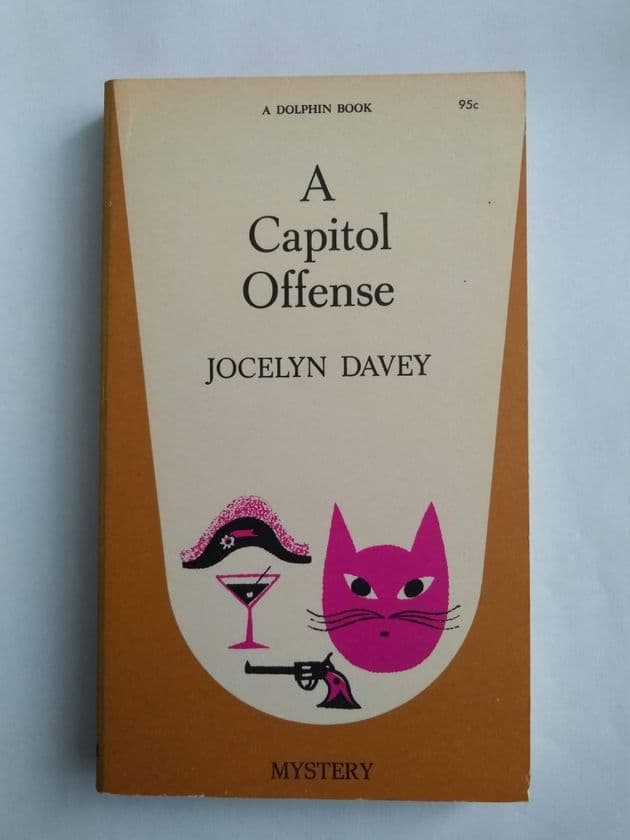 A DOLPHIN BOOK 95c
A
Capitol
Offense
JOCELYN DAVEY
MYSTERY